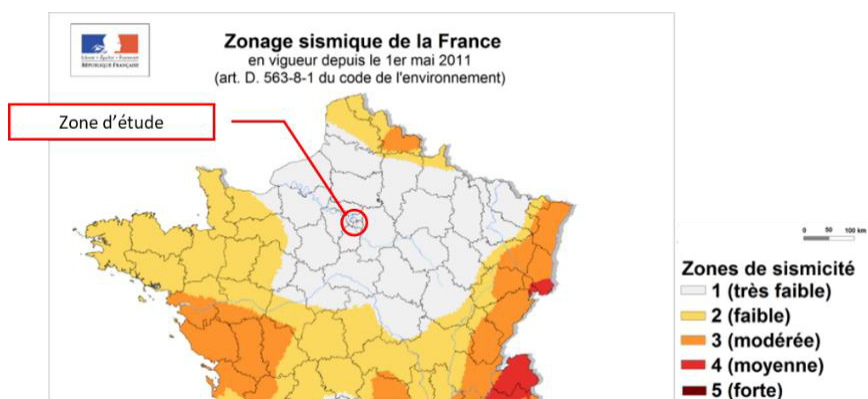 Zonage sismique de la France
en vigueur depuis le 1er mai 2011
(art. D. 563-8-1 du code de l'environnement)
RÉPUBLIQUE FRANÇAISE
Zone d'étude
0 50 100 km
Zones de sismicité
1 (très faible)
2 (faible)
3 (modérée)
4 (moyenne)
5 (forte)